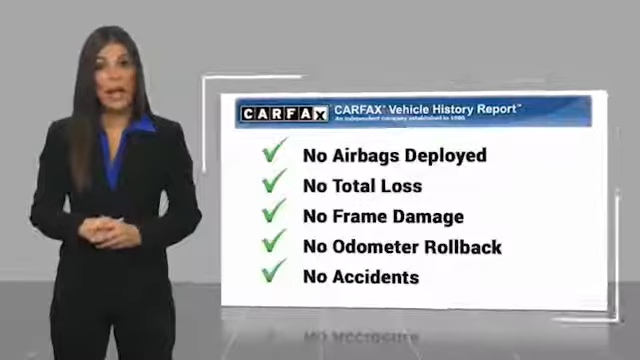 CARFAX CARFAX Vehicle History Report™
An independent company established in 1986
No Airbags Deployed
No Total Loss
No Frame Damage
No Odometer Rollback
No Accidents